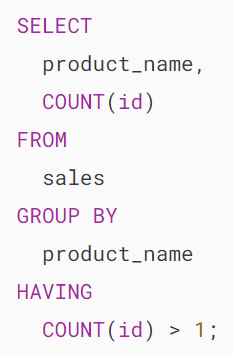 SELECT
  product_name,
  COUNT(id)
FROM
  sales
GROUP BY
  product_name
HAVING
  COUNT(id) > 1;